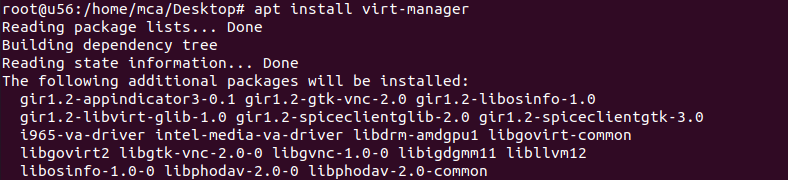 root@u56:/home/mca/Desktop# apt install virt-manager
Reading package lists... Done
Building dependency tree
Reading state information... Done
The following additional packages will be installed:
  gir1.2-appindicator3-0.1 gir1.2-gtk-vnc-2.0 gir1.2-libosinfo-1.0
  gir1.2-libvirt-glib-1.0 gir1.2-spiceclientglib-2.0 gir1.2-spiceclientgtk-3.0
  i965-va-driver intel-media-va-driver libdrm-amdgpu1 libgovirt-common
  libgovirt2 libgtk-vnc-2.0-0 libgvnc-1.0-0 libigdgmm11 libllvm12
  libosinfo-1.0-0 libphodav-2.0-0 libphodav-2.0-common